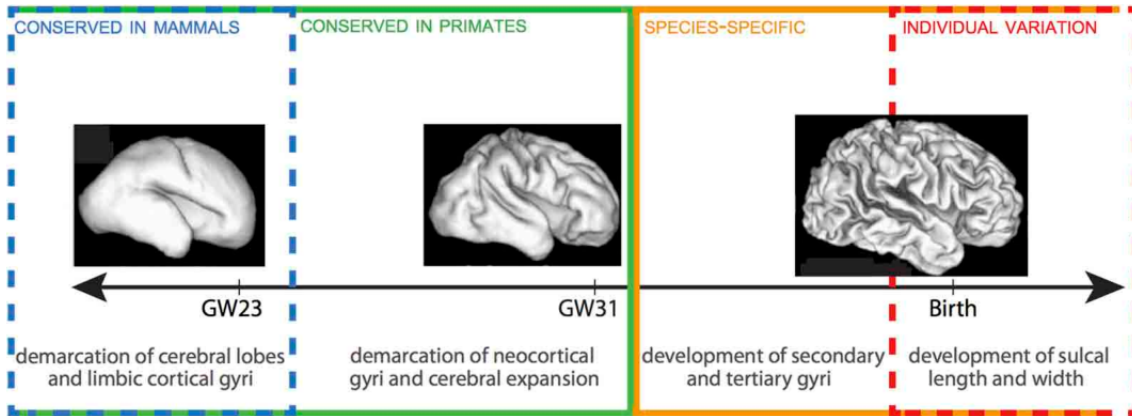 CONSERVED IN MAMMALS
CONSERVED IN PRIMATES
SPECIES-SPECIFIC
INDIVIDUAL VARIATION
GW23
GW31
Birth
demarcation of cerebral lobes
and limbic cortical gyri
demarcation of neocortical
gyri and cerebral expansion
development of secondary
and tertiary gyri
development of sulcal
length and width